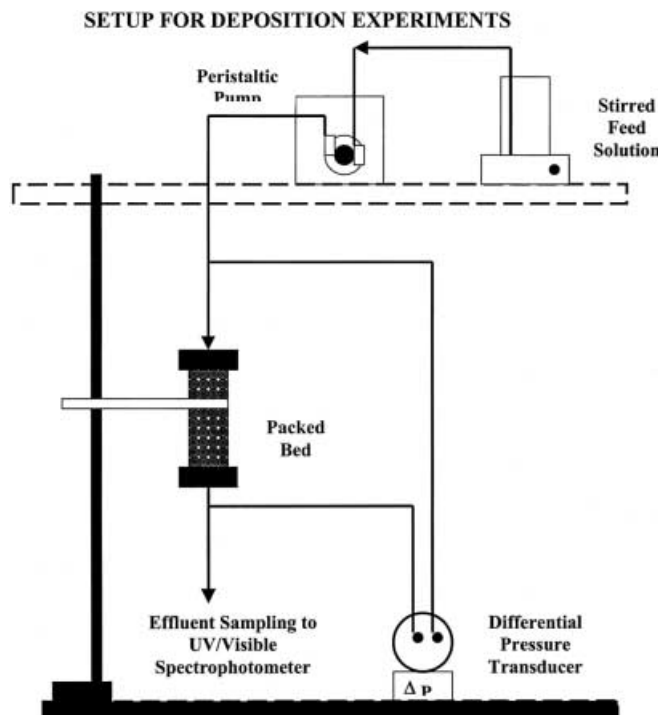 SETUP FOR DEPOSITION EXPERIMENTS
Peristaltic
Pump
Stirred
Feed
Solution
Packed
Bed
Effluent Sampling to
UV/Visible
Spectrophotometer
Differential
Pressure
Transducer
Δ P